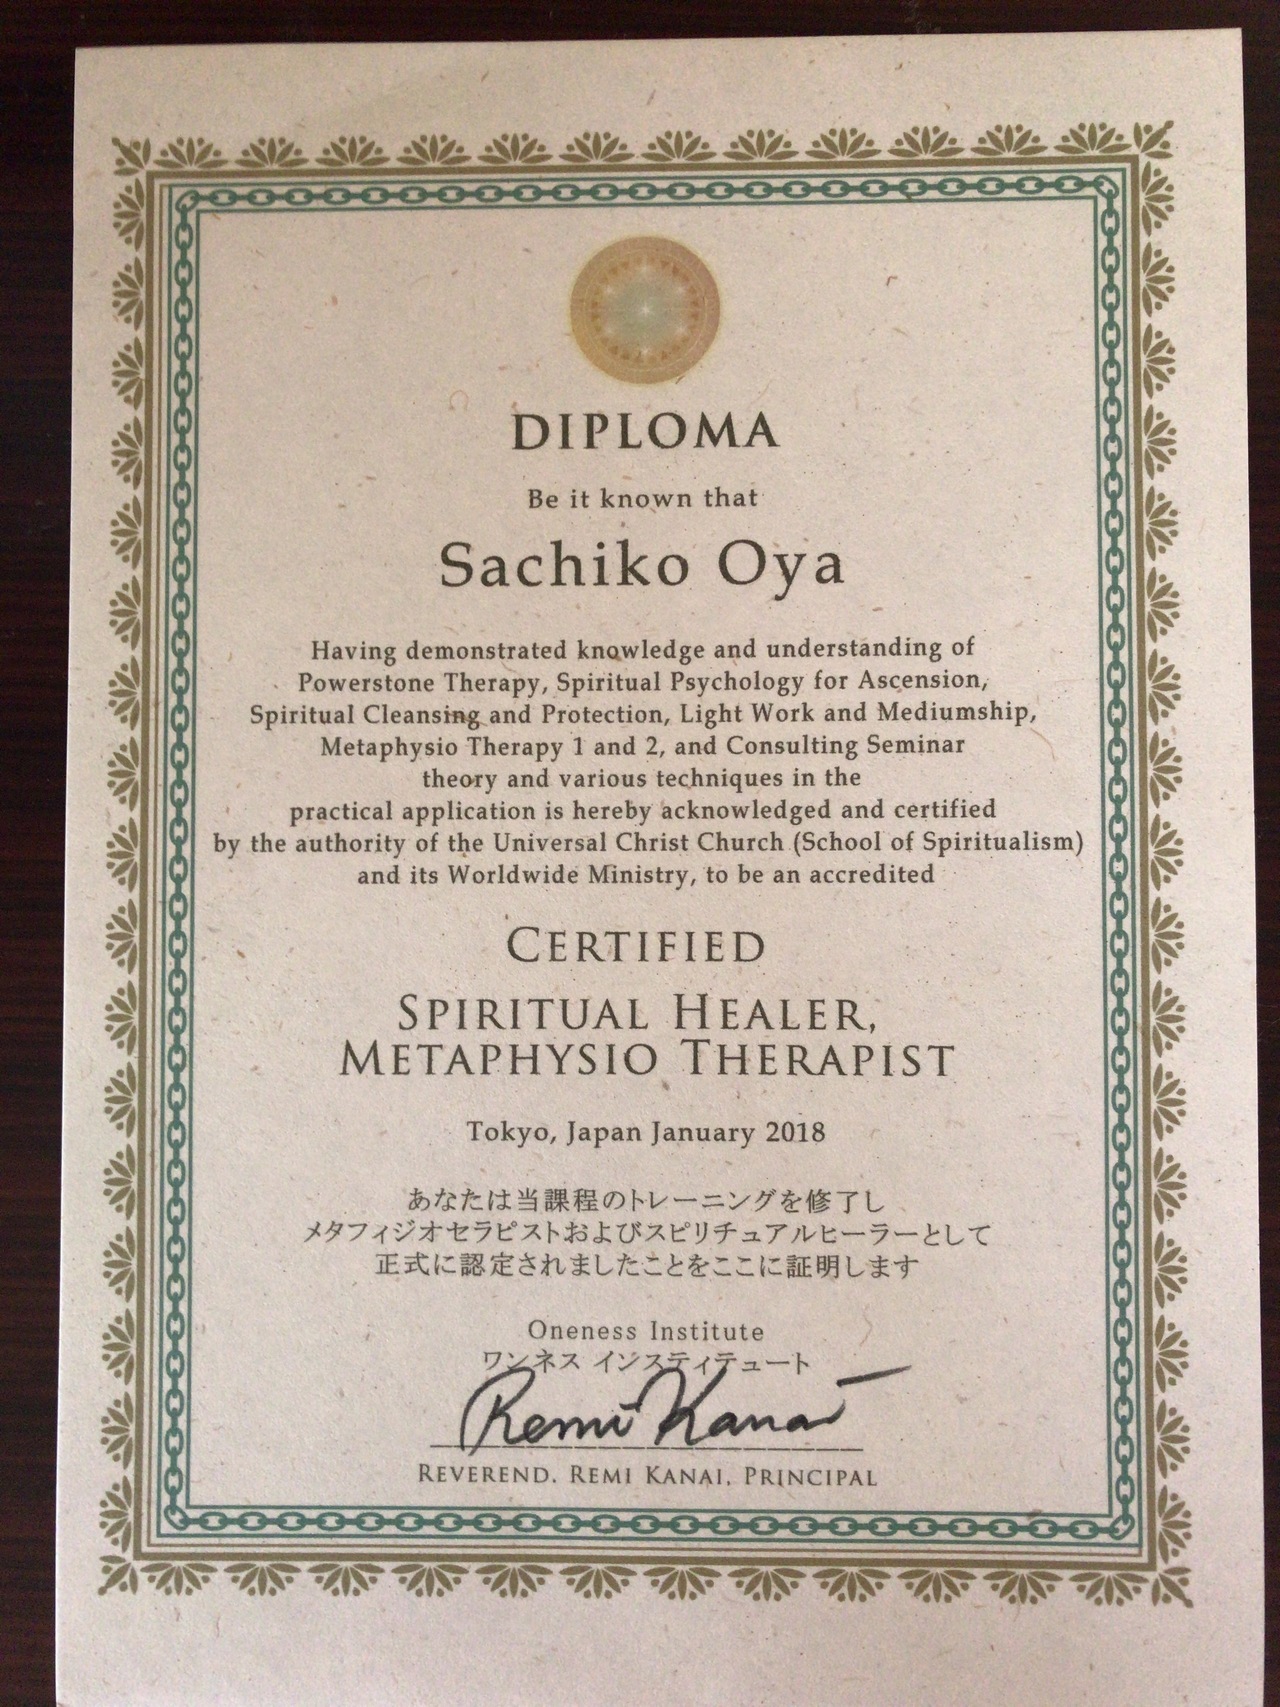 DIPLOMA
Be it known that
Sachiko Oya
Having demonstrated knowledge and understanding of
Powerstone Therapy, Spiritual Psychology for Ascension,
Spiritual Cleansing and Protection, Light Work and Mediumship,
Metaphysio Therapy 1 and 2, and Consulting Seminar
theory and various techniques in the
practical application is hereby acknowledged and certified
by the authority of the Universal Christ Church (School of Spiritualism)
and its Worldwide Ministry, to be an accredited
CERTIFIED
SPIRITUAL HEALER,
METAPHYSIO THERAPIST
Tokyo, Japan January 2018
あなたは当課程のトレーニングを修了し
メタフィジオセラピストおよびスピリチュアルヒーラーとして
正式に認定されましたことをここに証明します
Oneness Institute
ワンネス インスティテュート
Remi Kanai
REVEREND. REMI KANAI, PRINCIPAL